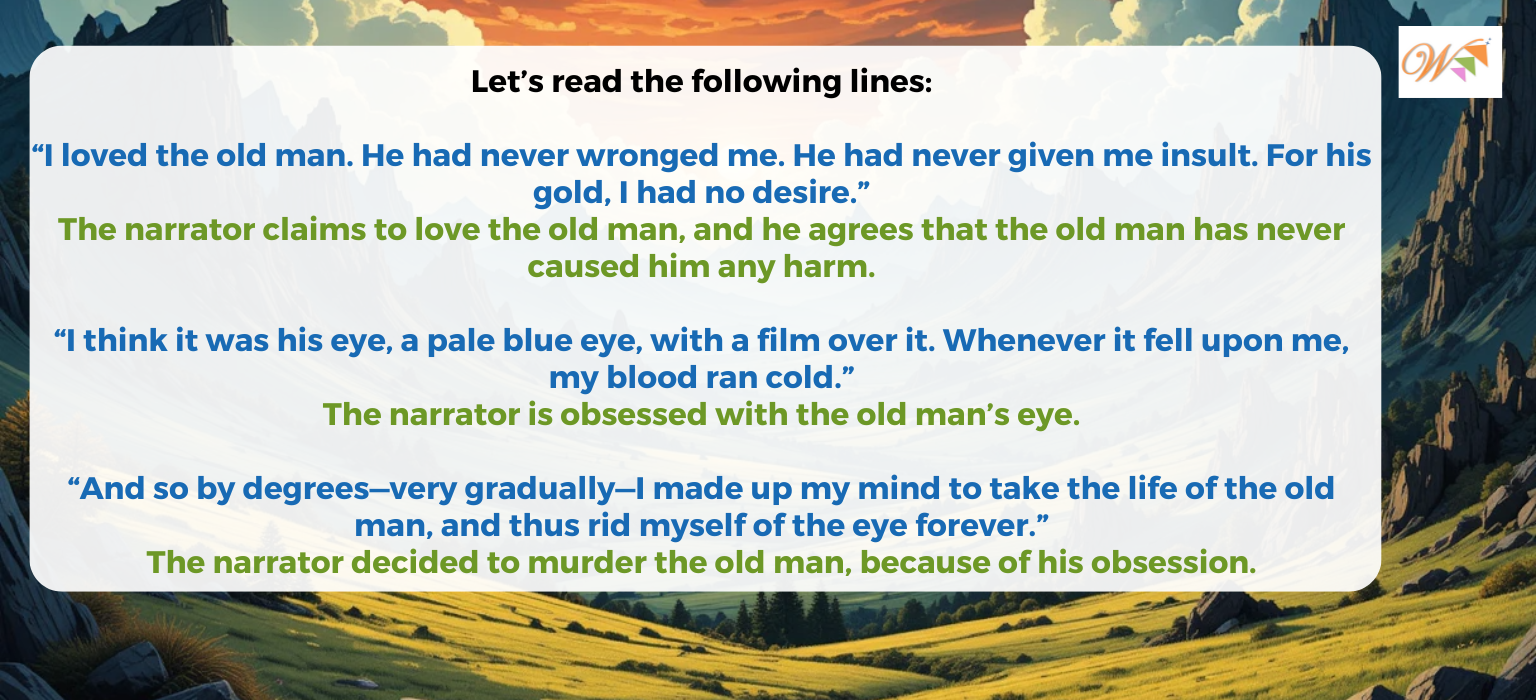 Let’s read the following lines:
“I loved the old man. He had never wronged me. He had never given me insult. For his
gold, I had no desire.”
The narrator claims to love the old man, and he agrees that the old man has never
caused him any harm.
“I think it was his eye, a pale blue eye, with a film over it. Whenever it fell upon me,
my blood ran cold.”
The narrator is obsessed with the old man’s eye.
“And so by degrees—very gradually—I made up my mind to take the life of the old
man, and thus rid myself of the eye forever.”
The narrator decided to murder the old man, because of his obsession.
W